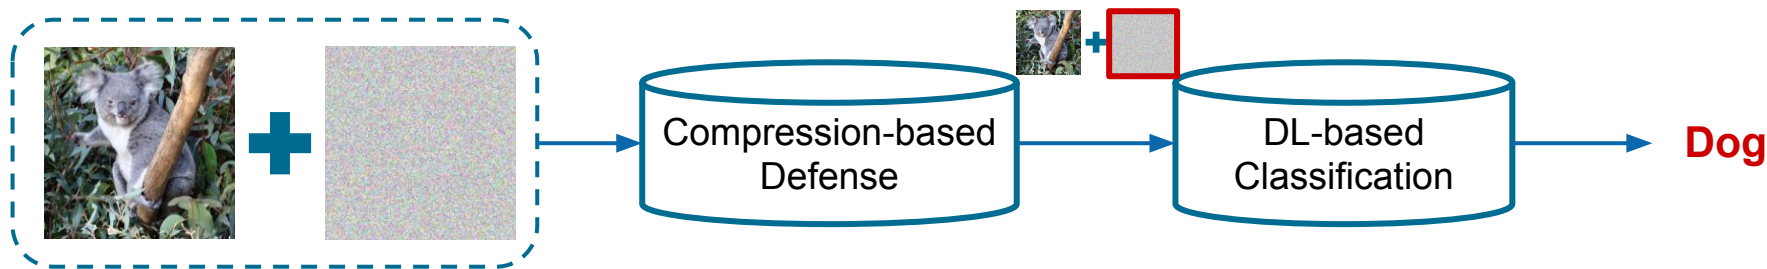 Compression-based
Defense
DL-based
Classification
Dog